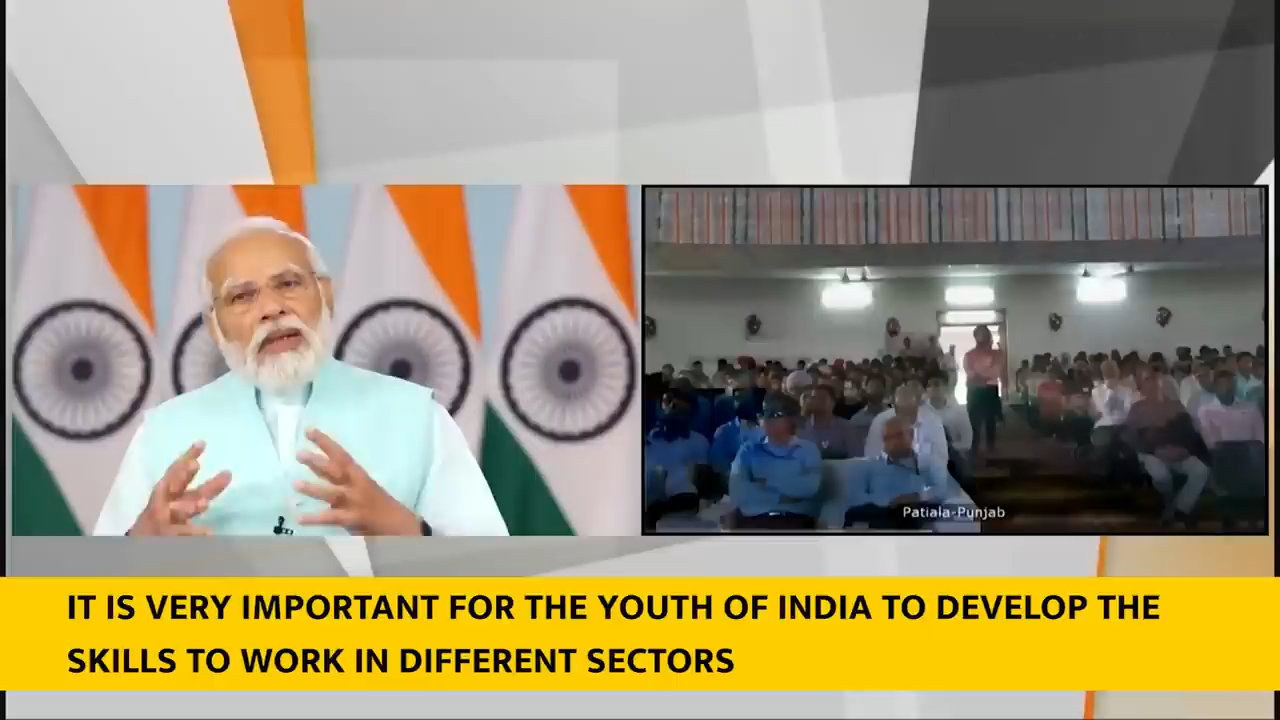 Patiala-Punjab
IT IS VERY IMPORTANT FOR THE YOUTH OF INDIA TO DEVELOP THE
SKILLS TO WORK IN DIFFERENT SECTORS